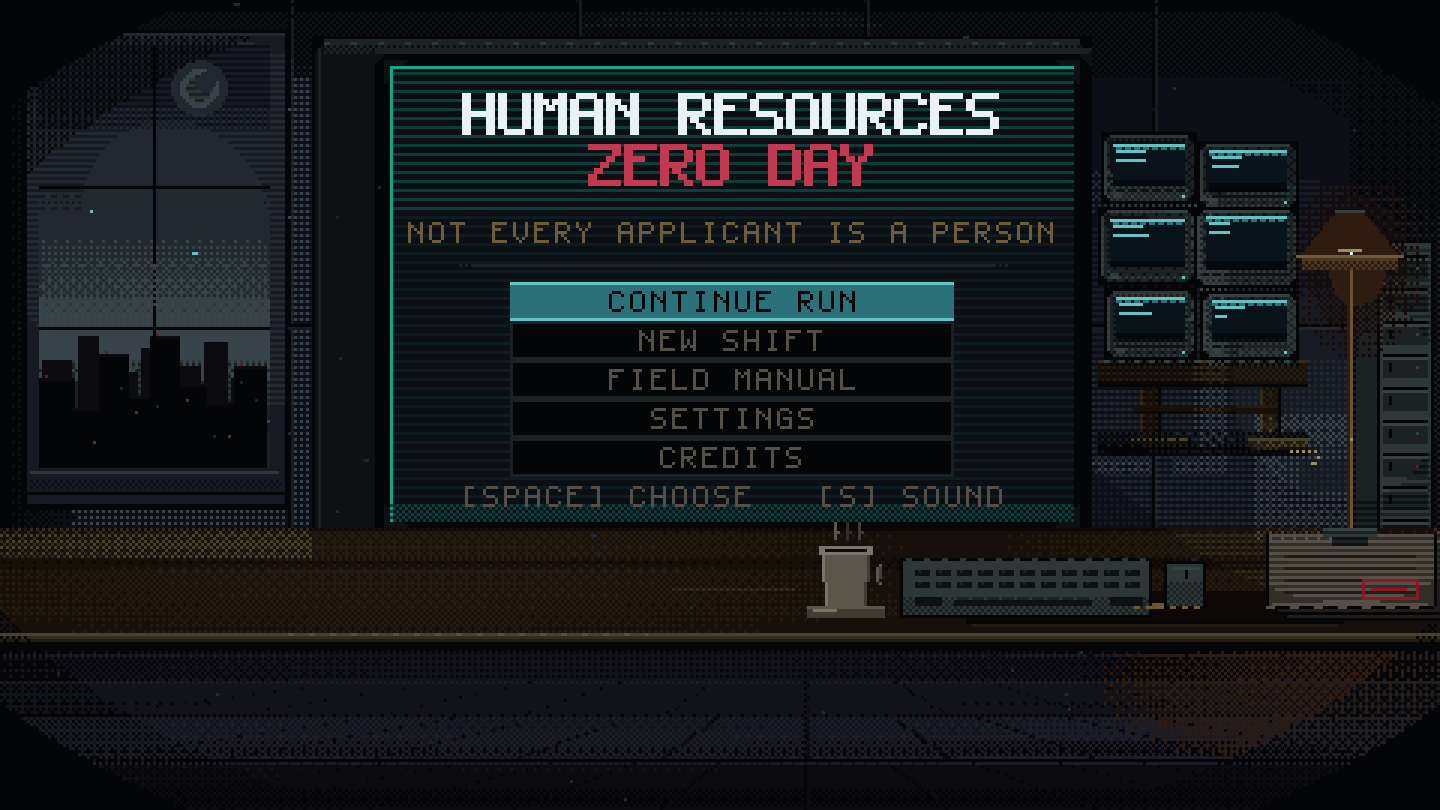 HUMAN RESOURCES
ZERO DAY
NOT EVERY APPLICANT IS A PERSON
CONTINUE RUN
NEW SHIFT
FIELD MANUAL
SETTINGS
CREDITS
[SPACE] CHOOSE [S] SOUND